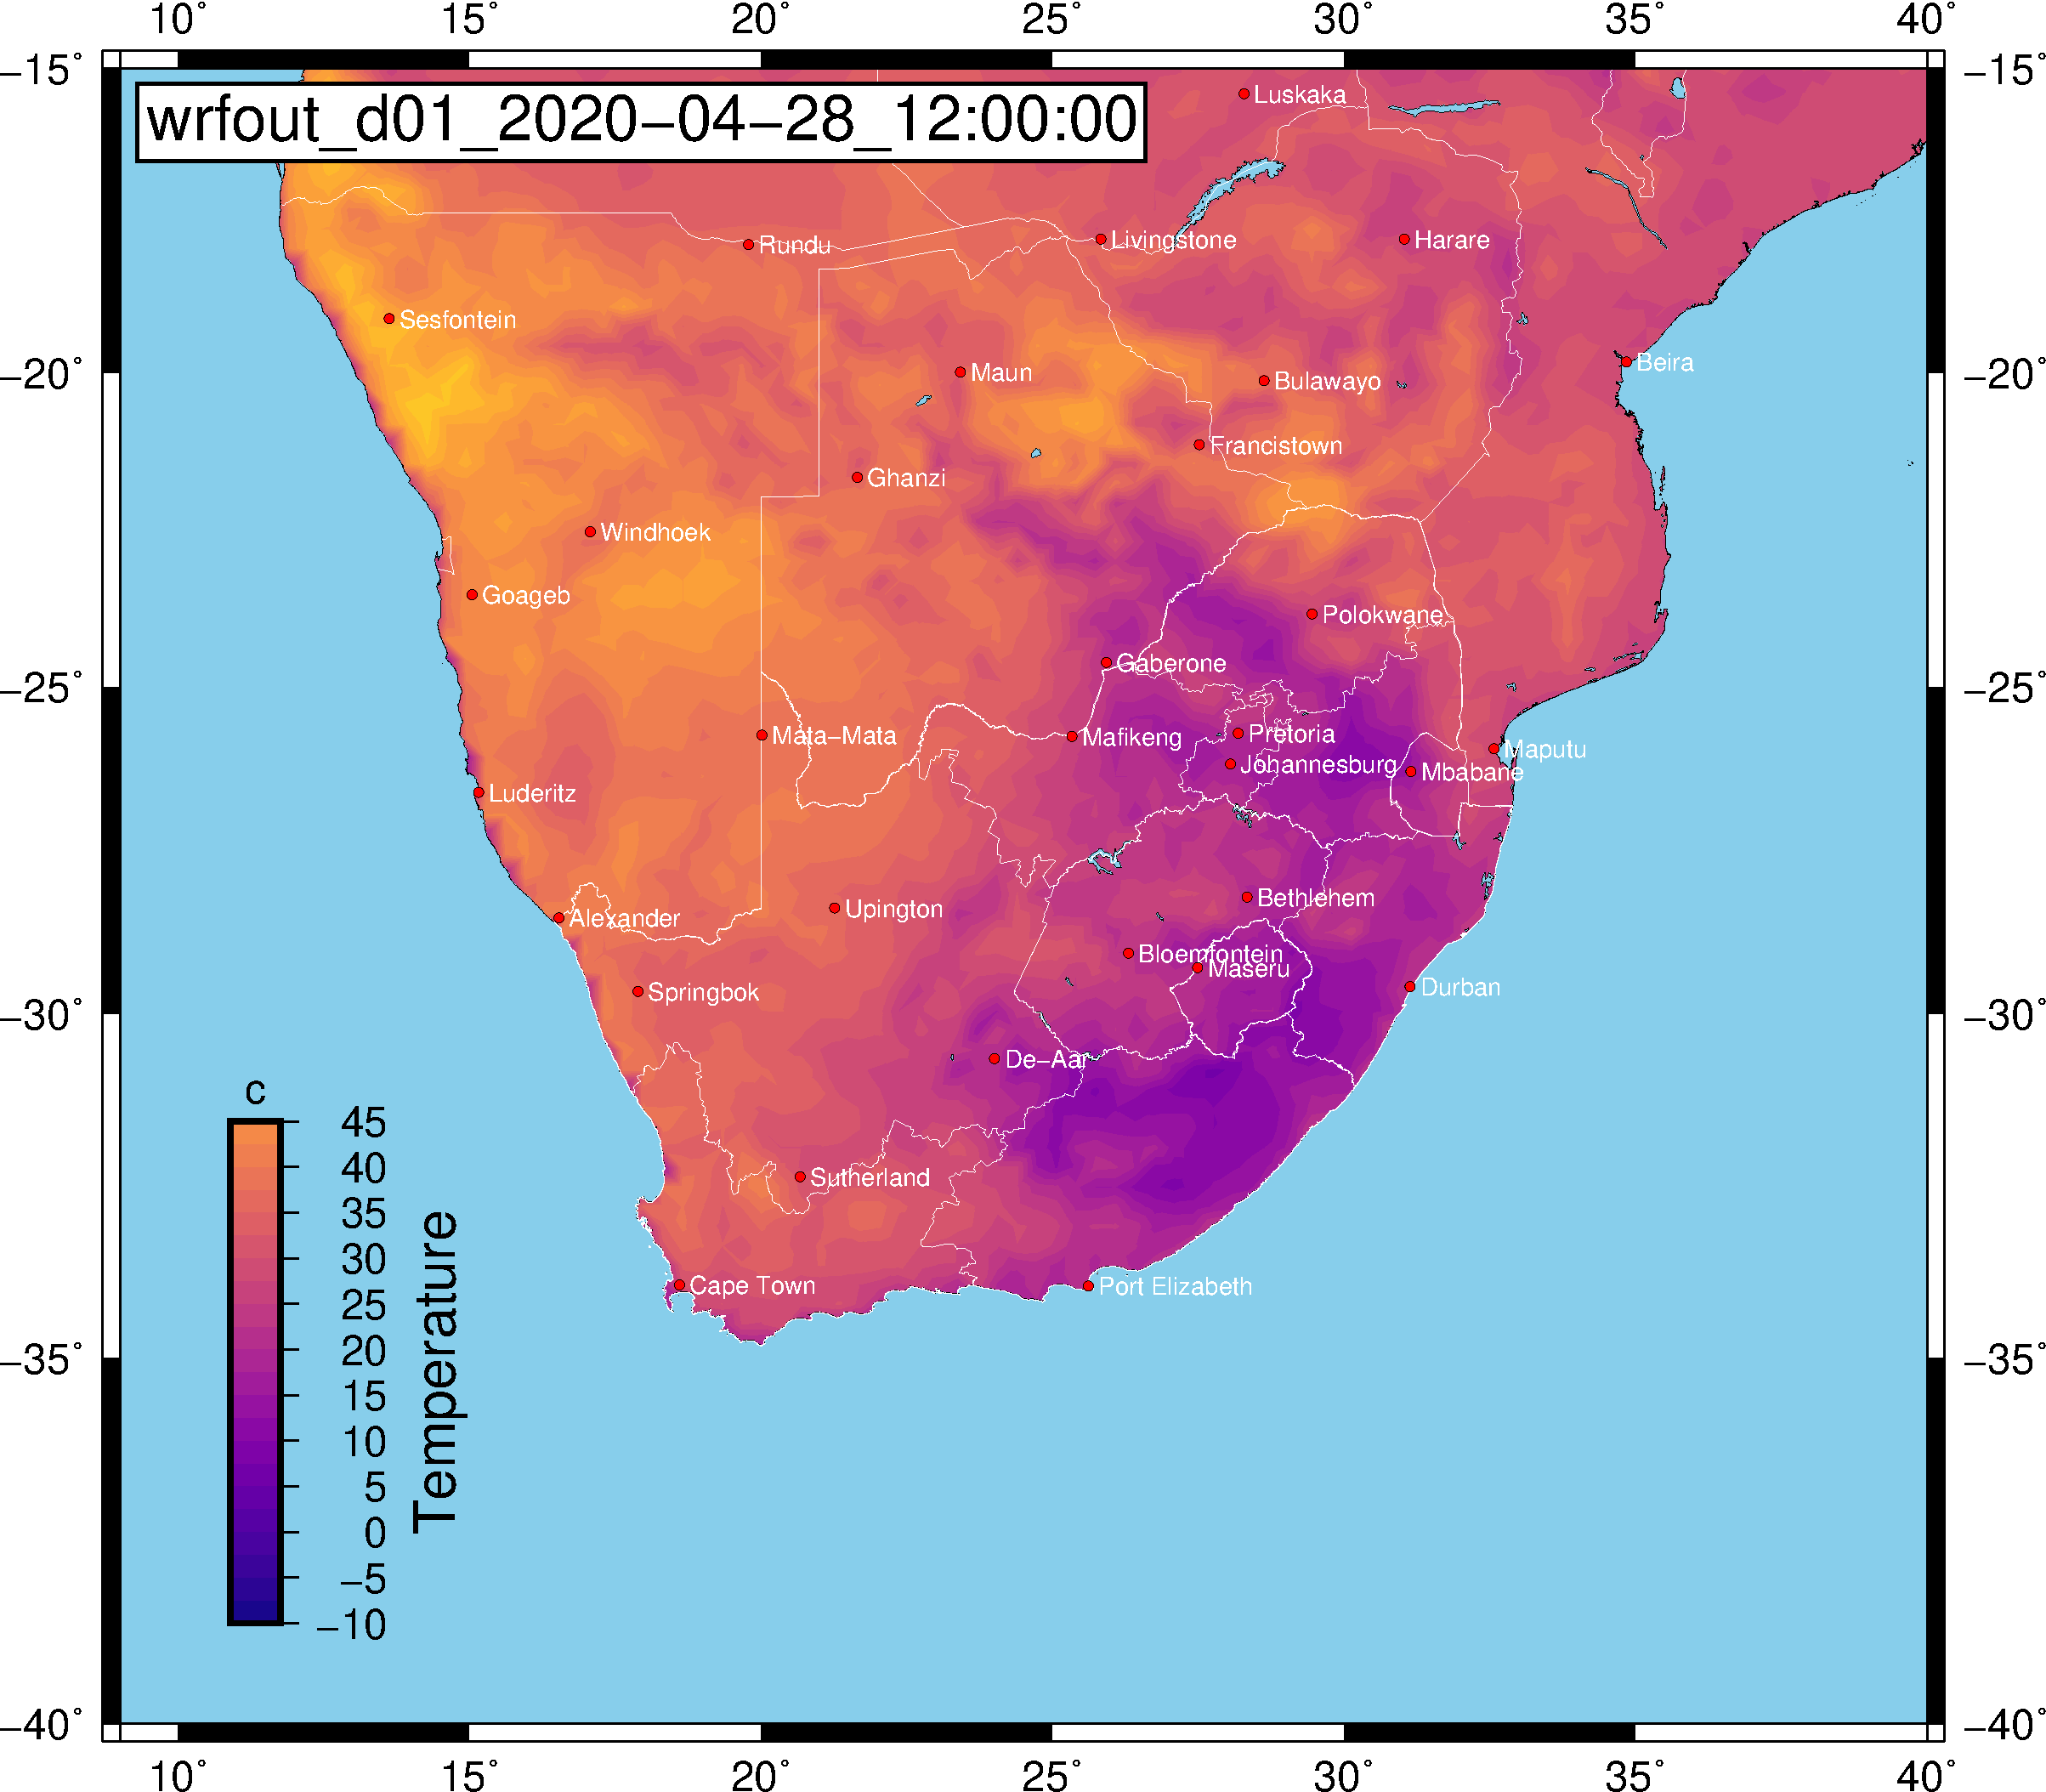 10° 15° 20° 25° 30° 35° 40°
−15° −15°
wrfout_d01_2020−04−28_12:00:00
Luskaka
Rundu
Livingstone
Harare
Sesfontein
Beira
Maun
Bulawayo
−20° −20°
Francistown
Ghanzi
Windhoek
Goageb
Polokwane
Gaberone
−25° −25°
Mata−Mata
Mafikeng
Pretoria
Maputu
Johannesburg
Mbabane
Luderitz
Bethlehem
Alexander
Upington
Bloemfontein
Maseru
Durban
Springbok
−30° −30°
De−Aar
Sutherland
Cape Town
Port Elizabeth
c
45
40
35
30
25
20
15
10
5
0
−5
−10
Temperature
−35° −35°
−40° −40°
10° 15° 20° 25° 30° 35° 40°